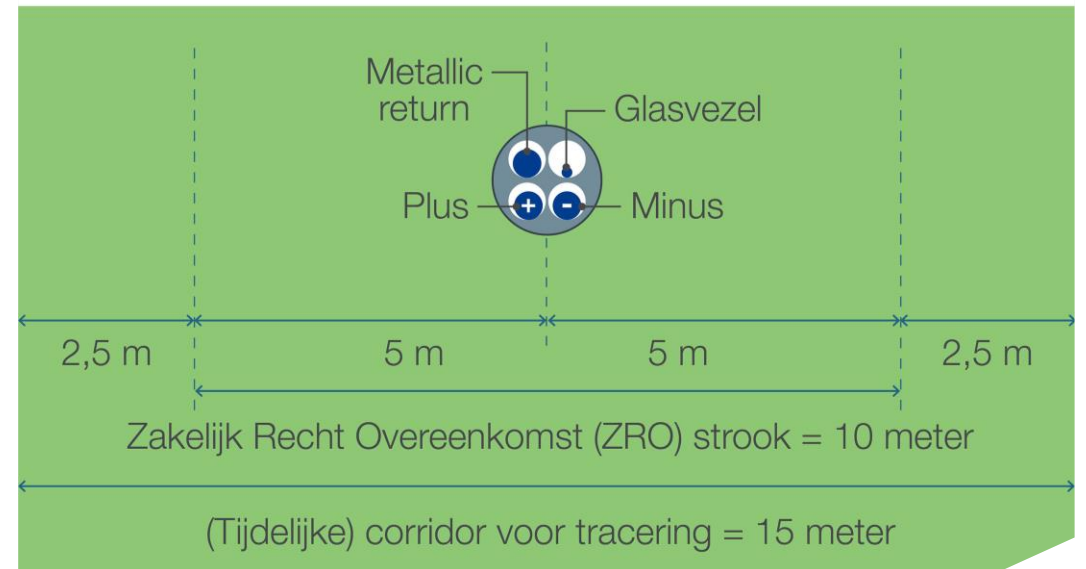 Metallic
return
Glasvezel
Plus
+
-
Minus
2,5 m
5 m
5 m
2,5 m
Zakelijk Recht Overeenkomst (ZRO) strook = 10 meter
(Tijdelijke) corridor voor tracering = 15 meter